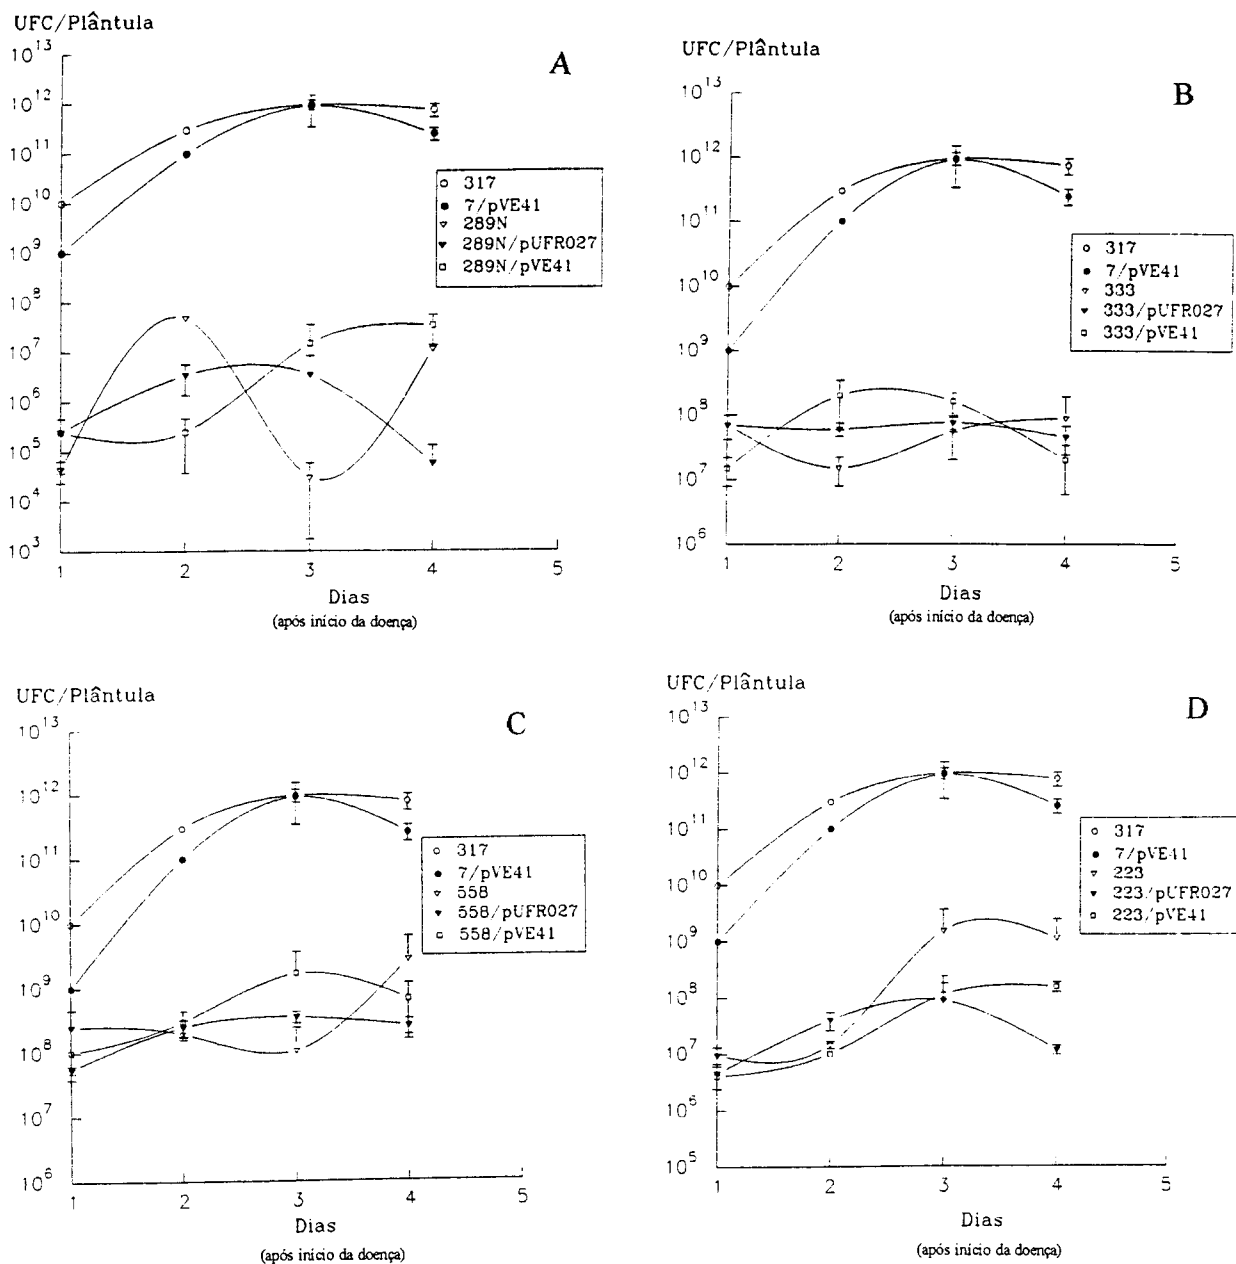 UFC/Plântula
A
10^13
10^12
10^11
10^10
10^9
10^8
10^7
10^6
10^5
10^4
10^3
317
7/pVE41
289N
289N/pUFR027
289N/pVE41
1 2 3 4 5
Dias
(após início da doença)
UFC/Plântula
B
10^13
10^12
10^11
10^10
10^9
10^8
10^7
10^6
317
7/pVE41
333
333/pUFR027
333/pVE41
1 2 3 4 5
Dias
(após início da doença)
UFC/Plântula
C
10^13
10^12
10^11
10^10
10^9
10^8
10^7
10^6
317
7/pVE41
558
558/pUFR027
558/pVE41
1 2 3 4 5
Dias
(após início da doença)
UFC/Plântula
D
10^13
10^12
10^11
10^10
10^9
10^8
10^7
10^6
10^5
317
7/pVE41
223
223/pUFR027
223/pVE41
1 2 3 4 5
Dias
(após início da doença)